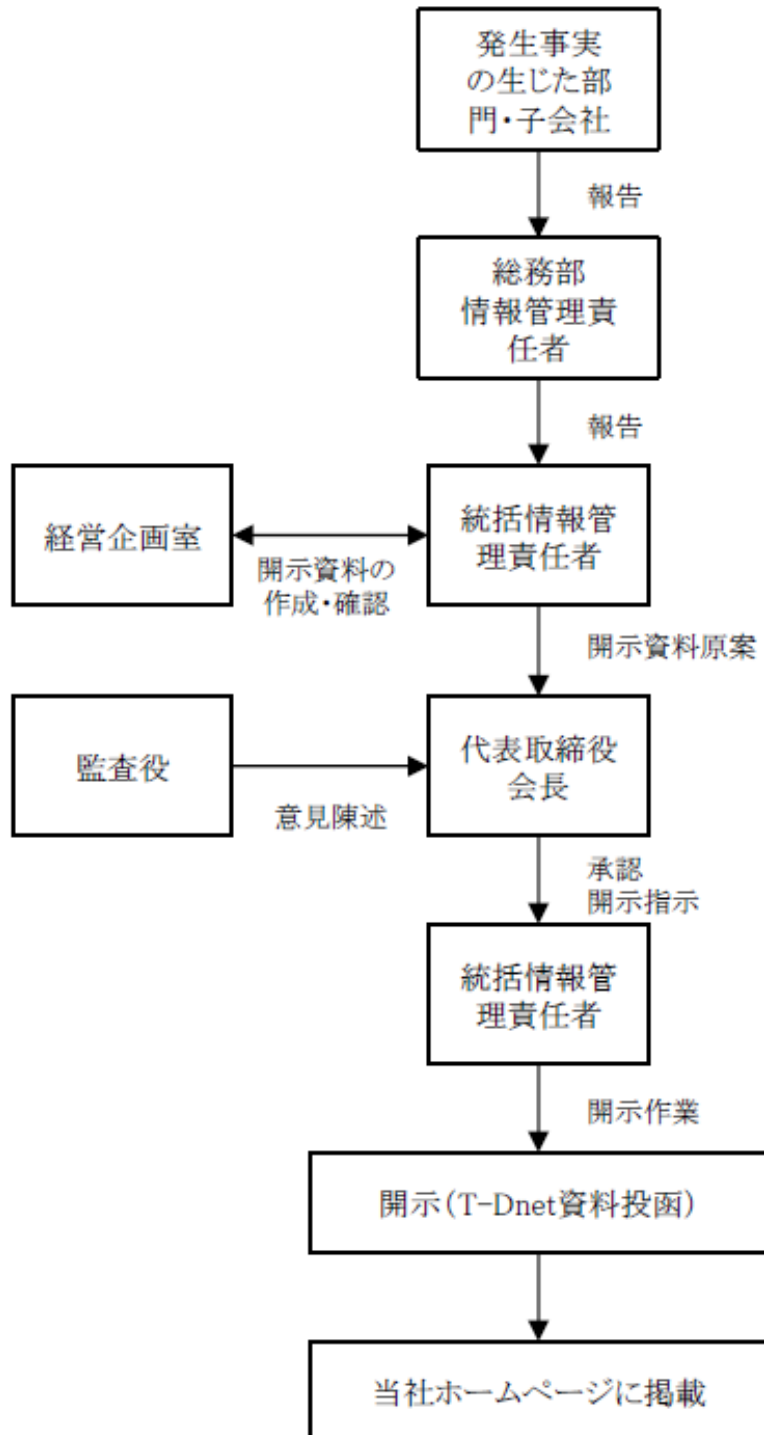 発生事実
の生じた部
門・子会社
報告
総務部
情報管理責
任者
報告
経営企画室
統括情報管
理責任者
開示資料の
作成・確認
開示資料原案
監査役
代表取締役
会長
意見陳述
承認
開示指示
統括情報管
理責任者
開示作業
開示(T-Dnet資料投函)
当社ホームページに掲載